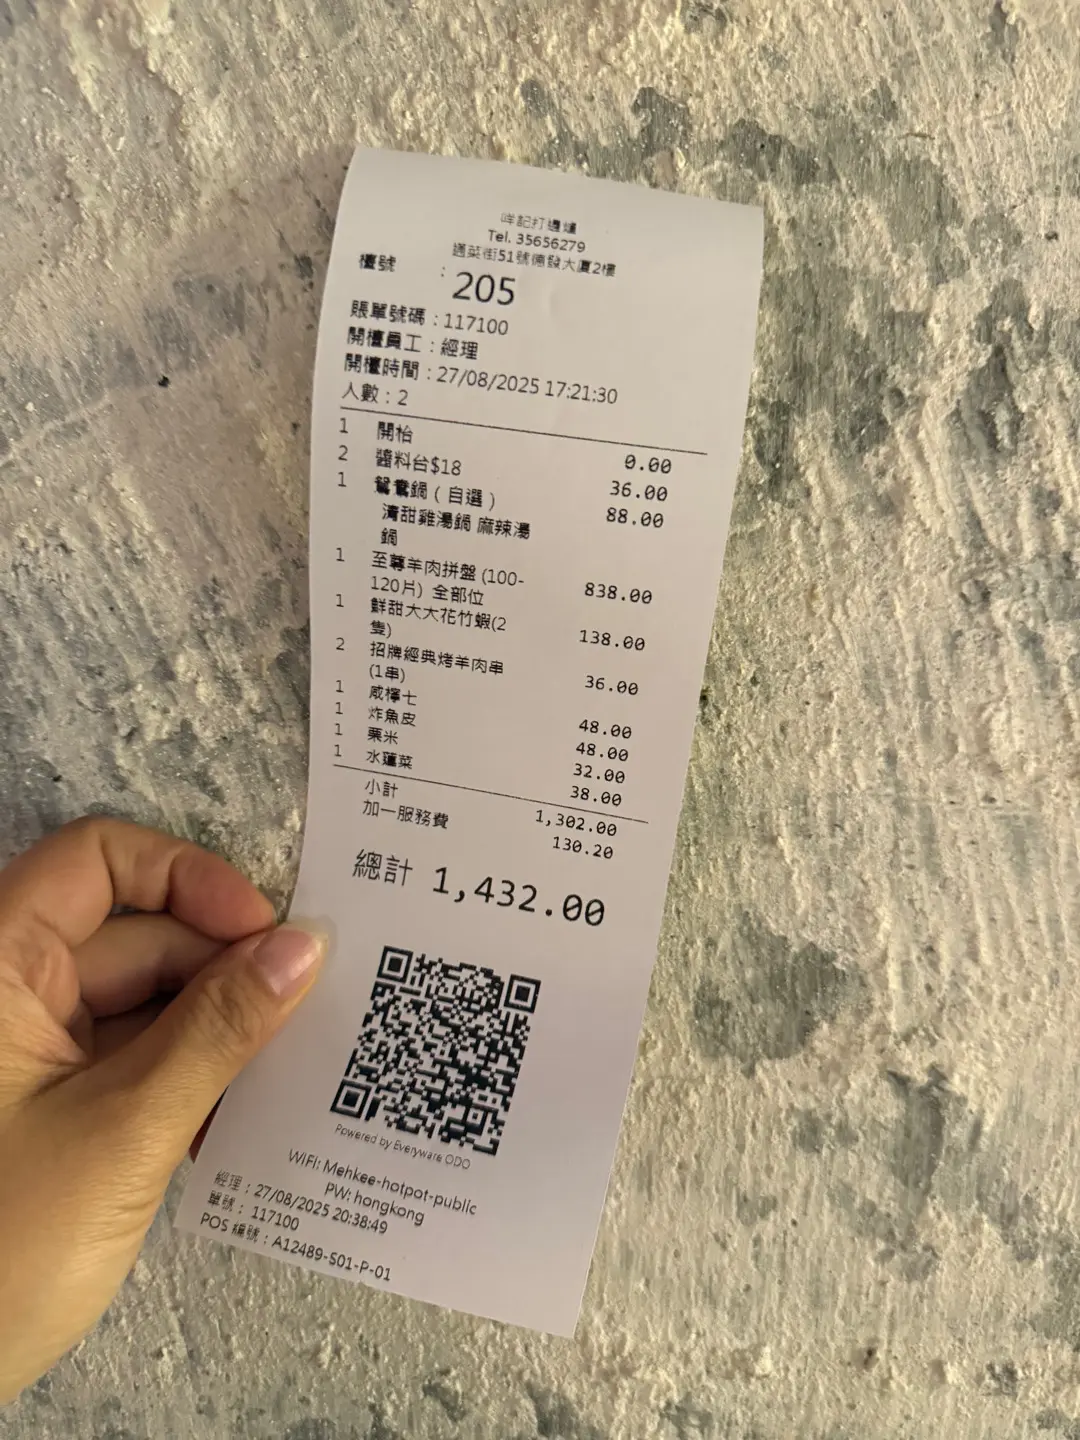 咩記打邊爐
Tel. 35656279
通菜街51號德發大廈2樓
檯號 : 205
賬單號碼 : 117100
開檯員工 : 經理
開檯時間 : 27/08/2025 17:21:30
人數 : 2
1 開枱 0.00
2 醬料台$18 36.00
1 鴛鴦鍋 ( 自選 ) 88.00
清甜雞湯鍋 麻辣湯
鍋
1 至尊羊肉拼盤 (100- 838.00
120片) 全部位
1 鮮甜大大花竹蝦(2 138.00
隻)
2 招牌經典烤羊肉串 36.00
(1串)
1 咸檸七 48.00
1 炸魚皮 48.00
1 粟米 32.00
1 水蓮菜 38.00
小計 1,302.00
加一服務費 130.20
總計 1,432.00
Powered by Everyware ODO
WiFi: Mehkee-hotpot-public
PW: hongkong
經理 : 27/08/2025 20:38:49
單號 : 117100
POS 編號 : A12489-S01-P-01